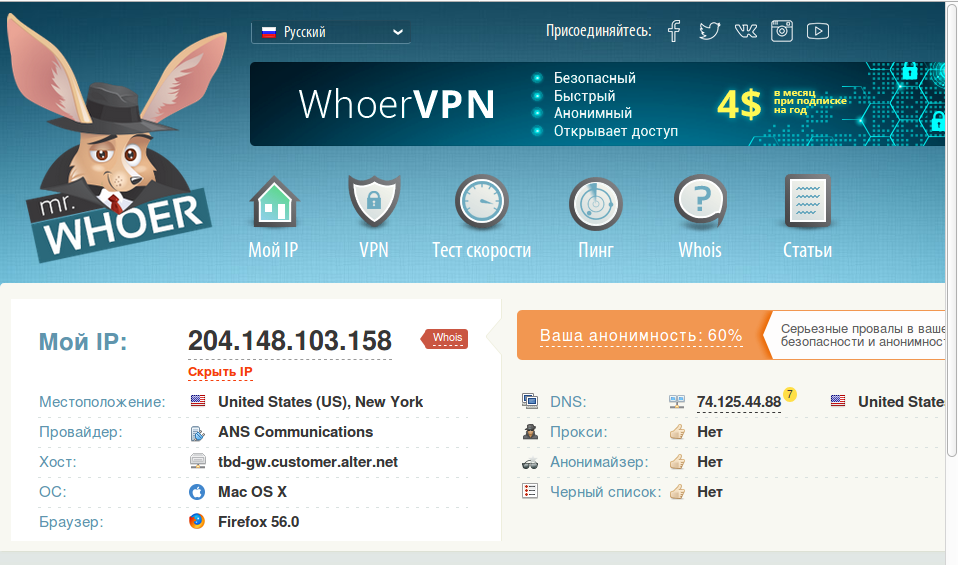 Русский
Присоединяйтесь:
WhoerVPN
Безопасный
Быстрый
Анонимный
Открывает доступ
4$
в месяц
при подписке
на год
mr.
WHOER
Мой IP
VPN
Тест скорости
Пинг
Whois
Статьи
Мой IP:
204.148.103.158
Whois
Скрыть IP
Местоположение:
United States (US), New York
Провайдер:
ANS Communications
Хост:
tbd-gw.customer.alter.net
ОС:
Mac OS X
Браузер:
Firefox 56.0
Ваша анонимность: 60%
Серьезные провалы в ваше
безопасности и анонимнос
DNS:
74.125.44.88
7
United State
Прокси:
Нет
Анонимайзер:
Нет
Черный список:
Нет